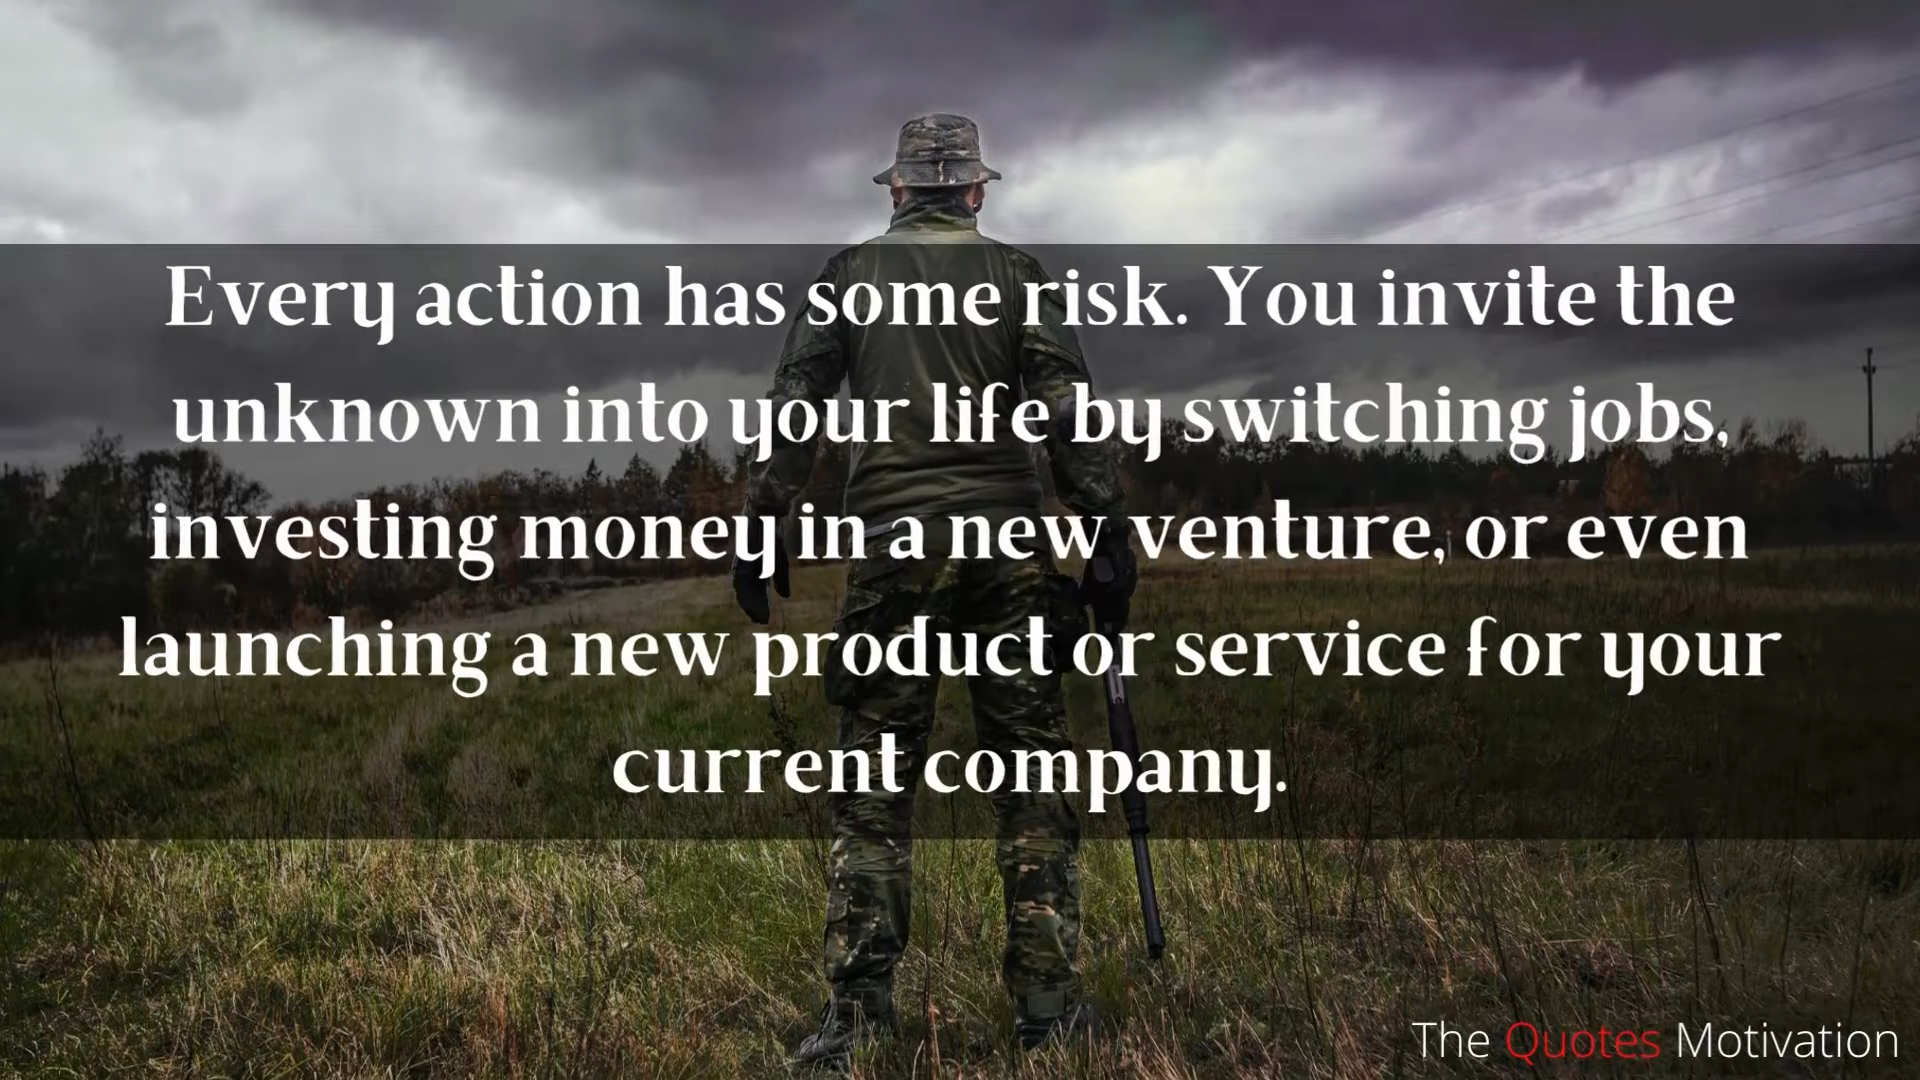 Every action has some risk. You invite the
unknown into your life by switching jobs,
investing money in a new venture, or even
launching a new product or service for your
current company.
The Quotes Motivation